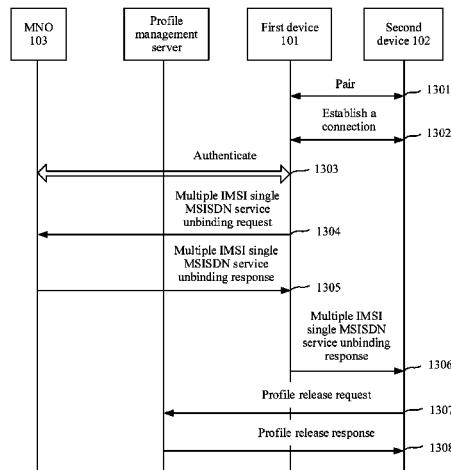 MNO
103
Profile
management
server
First device
101
Second
device 102
Pair
1301
Establish a
connection
1302
Authenticate
1303
Multiple IMSI single
MSISDN service
unbinding request
1304
Multiple IMSI single
MSISDN service
unbinding response
1305
Multiple IMSI
single MSISDN
service unbinding
response
1306
Profile release request
1307
Profile release response
1308